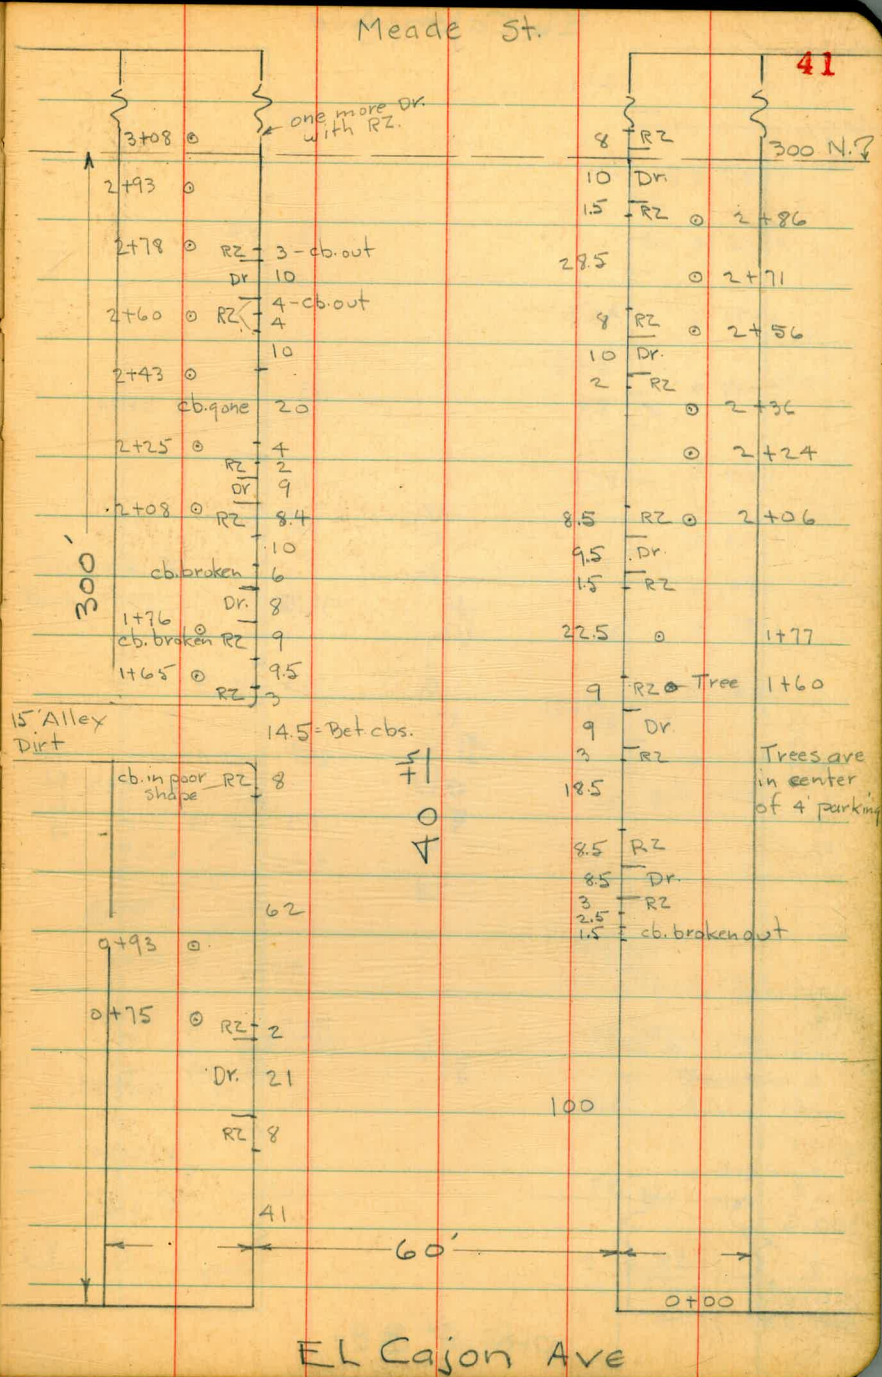 Meade St.
41
one more Dr.
with RZ.
3+08
8 RZ
300 N.
2+93
10 Dr.
1.5 RZ 2+86
2+78 RZ 3-cb.out
28.5
Dr 10
2+71
4-cb.out
2+60 RZ 4
8 RZ
2+56
10
10 Dr.
2+43
2 RZ
cb.gone 20
2+36
2+25 4
2+24
RZ 2
Dr 9
2+08 RZ 8.4
8.5 RZ 2+06
10
9.5 Dr.
cb.broken 6
1.5 RZ
300'
Dr. 8
1+76
cb.broken RZ 9
22.5 1+77
1+65 9.5
RZ 3
9 RZ Tree 1+60
15' Alley
Dirt
14.5=Bet.cbs.
9 Dr
3 RZ
Trees are
in center
of 4' parking
cb.in poor
shape RZ 8
18.5
40
8.5 RZ
8.5 Dr.
3 RZ
62
2.5
1.5 cb.broken out
0+93
0+75 RZ 2
Dr. 21
100
RZ 8
41
60'
0+00
EL Cajon Ave